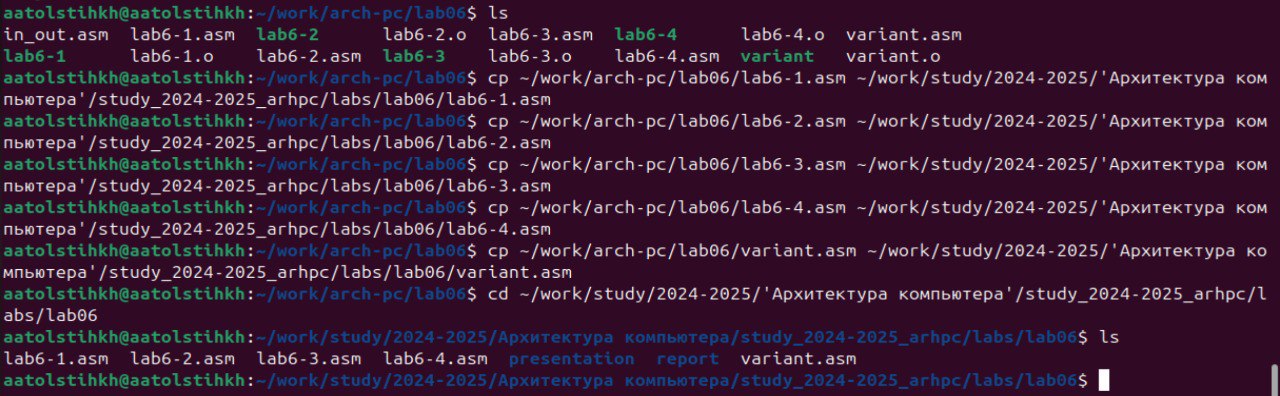 aatolstihkh@aatolstihkh:~/work/arch-pc/lab06$ ls
in_out.asm  lab6-1.asm  lab6-2      lab6-2.o  lab6-3.asm  lab6-4      lab6-4.o  variant.asm
lab6-1      lab6-1.o    lab6-2.asm  lab6-3    lab6-3.o    lab6-4.asm  variant   variant.o
aatolstihkh@aatolstihkh:~/work/arch-pc/lab06$ cp ~/work/arch-pc/lab06/lab6-1.asm ~/work/study/2024-2025/'Архитектура ком
пьютера'/study_2024-2025_arhpc/labs/lab06/lab6-1.asm
aatolstihkh@aatolstihkh:~/work/arch-pc/lab06$ cp ~/work/arch-pc/lab06/lab6-2.asm ~/work/study/2024-2025/'Архитектура ком
пьютера'/study_2024-2025_arhpc/labs/lab06/lab6-2.asm
aatolstihkh@aatolstihkh:~/work/arch-pc/lab06$ cp ~/work/arch-pc/lab06/lab6-3.asm ~/work/study/2024-2025/'Архитектура ком
пьютера'/study_2024-2025_arhpc/labs/lab06/lab6-3.asm
aatolstihkh@aatolstihkh:~/work/arch-pc/lab06$ cp ~/work/arch-pc/lab06/lab6-4.asm ~/work/study/2024-2025/'Архитектура ком
пьютера'/study_2024-2025_arhpc/labs/lab06/lab6-4.asm
aatolstihkh@aatolstihkh:~/work/arch-pc/lab06$ cp ~/work/arch-pc/lab06/variant.asm ~/work/study/2024-2025/'Архитектура ко
мпьютера'/study_2024-2025_arhpc/labs/lab06/variant.asm
aatolstihkh@aatolstihkh:~/work/arch-pc/lab06$ cd ~/work/study/2024-2025/'Архитектура компьютера'/study_2024-2025_arhpc/l
abs/lab06
aatolstihkh@aatolstihkh:~/work/study/2024-2025/Архитектура компьютера/study_2024-2025_arhpc/labs/lab06$ ls
lab6-1.asm  lab6-2.asm  lab6-3.asm  lab6-4.asm  presentation  report  variant.asm
aatolstihkh@aatolstihkh:~/work/study/2024-2025/Архитектура компьютера/study_2024-2025_arhpc/labs/lab06$